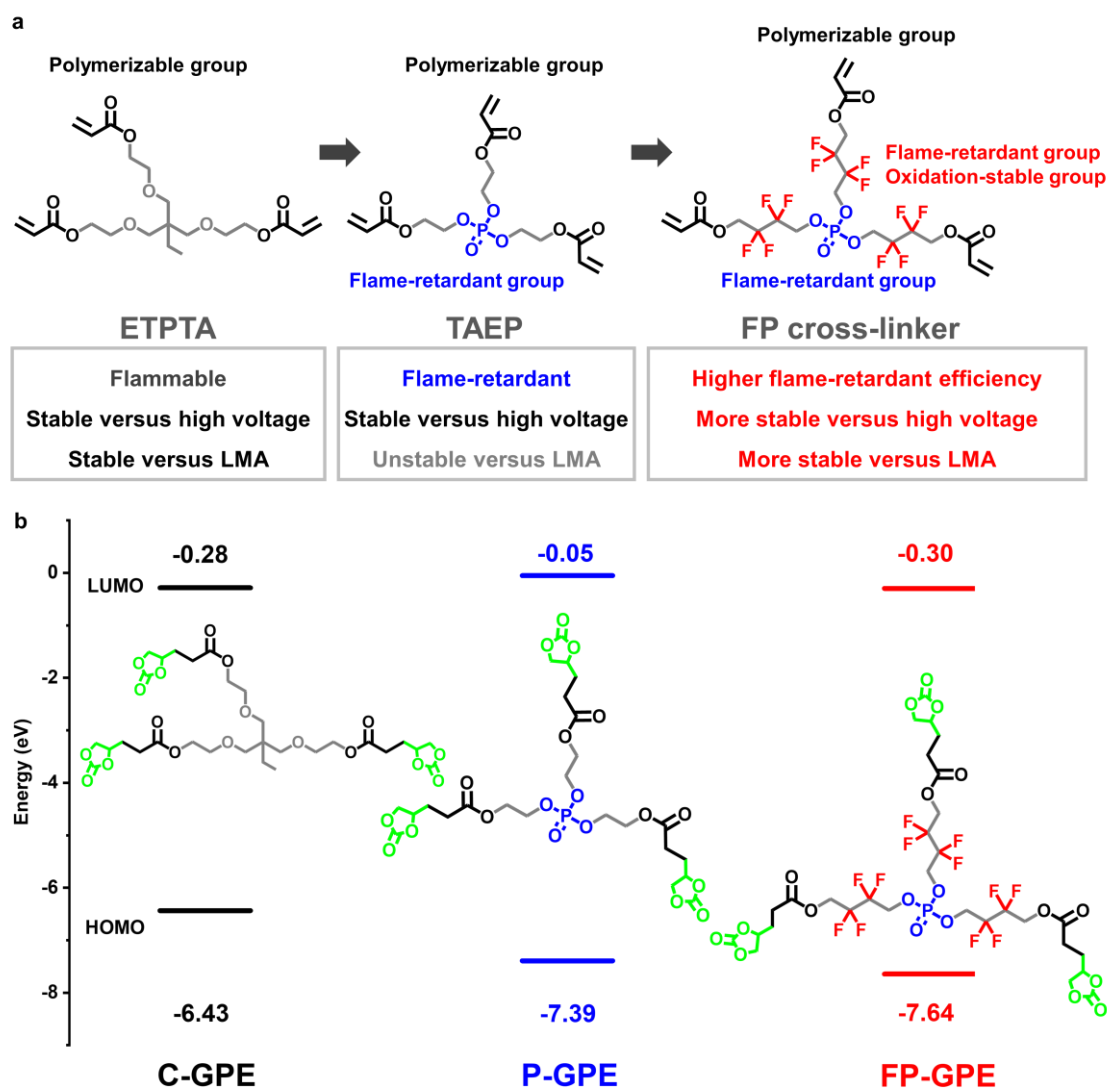 a
Polymerizable group
Polymerizable group
Polymerizable group
Flame-retardant group
Oxidation-stable group
Flame-retardant group
Flame-retardant group
ETPTA
TAEP
FP cross-linker
Flammable
Stable versus high voltage
Stable versus LMA
Flame-retardant
Stable versus high voltage
Unstable versus LMA
Higher flame-retardant efficiency
More stable versus high voltage
More stable versus LMA
b
Energy (eV)
0
-2
-4
-6
-8
LUMO
HOMO
-0.28
-0.05
-0.30
-6.43
-7.39
-7.64
C-GPE
P-GPE
FP-GPE